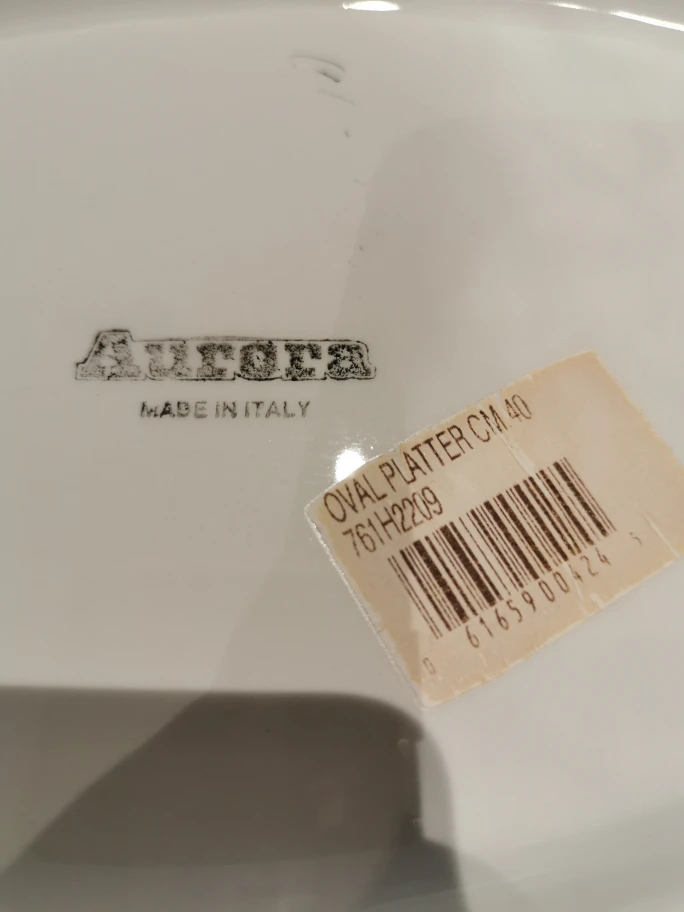 Aurora
MADE IN ITALY
OVAL PLATTER CM.40
761H2209
0 61659 00424 5